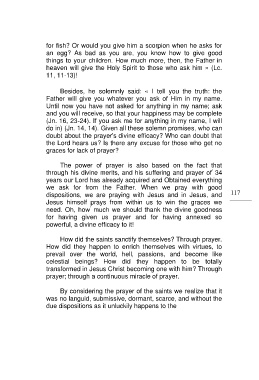 for fish? Or would you give him a scorpion when he asks for
an egg? As bad as you are, you know how to give good
things to your children. How much more, then, the Father in
heaven will give the Holy Spirit to those who ask him » (Lc.
11, 11-13)!
Besides, he solemnly said: « I tell you the truth: the
Father will give you whatever you ask of Him in my name.
Until now you have not asked for anything in my name; ask
and you will receive, so that your happiness may be complete
(Jn. 16, 23-24). If you ask me for anything in my name, I will
do in) (Jn. 14, 14). Given all these solemn promises, who can
doubt about the prayer's divine efficacy? Who can doubt that
the Lord hears us? Is there any excuse for those who get no
graces for lack of prayer?
The power of prayer is also based on the fact that
through his divine merits, and his suffering and prayer of 34
years our Lord has already acquired and Obtained everything
we ask for from the Father. When we pray with good
dispositions, we are praying with Jesus and in Jesus, and
Jesus himself prays from within us to win the graces we
need. Oh, how much we should thank the divine goodness
for having given us prayer and for having annexed so
powerful, a divine efficacy to it!
117
How did the saints sanctify themselves? Through prayer.
How did they happen to enrich themselves with virtues, to
prevail over the world, hell, passions, and become like
celestial beings? How did they happen to be totally
transformed in Jesus Christ becoming one with him? Through
prayer; through a continuous miracle of prayer.
By considering the prayer of the saints we realize that it
was no languid, submissive, dormant, scarce, and without the
due dispositions as it unluckily happens to the